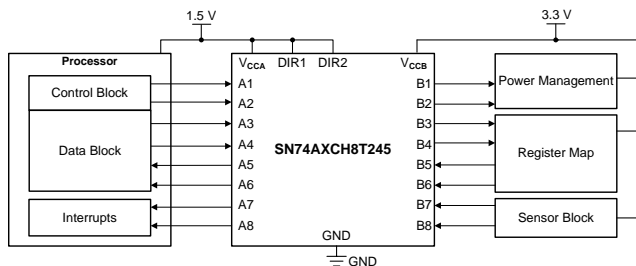 1.5 V
3.3 V
Processor
VCCA
DIR1
DIR2
VCCB
Control Block
Data Block
Interrupts
A1
A2
A3
A4
A5
A6
A7
A8
SN74AXCH8T245
GND
GND
B1
B2
B3
B4
B5
B6
B7
B8
Power Management
Register Map
Sensor Block